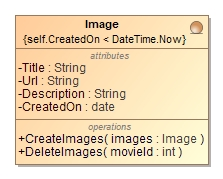 Image
{self.CreatedOn < DateTime.Now}
attributes
-Title : String
-Url : String
-Description : String
-CreatedOn : date
operations
+CreateImages( images : Image )
+DeleteImages( movieId : int )